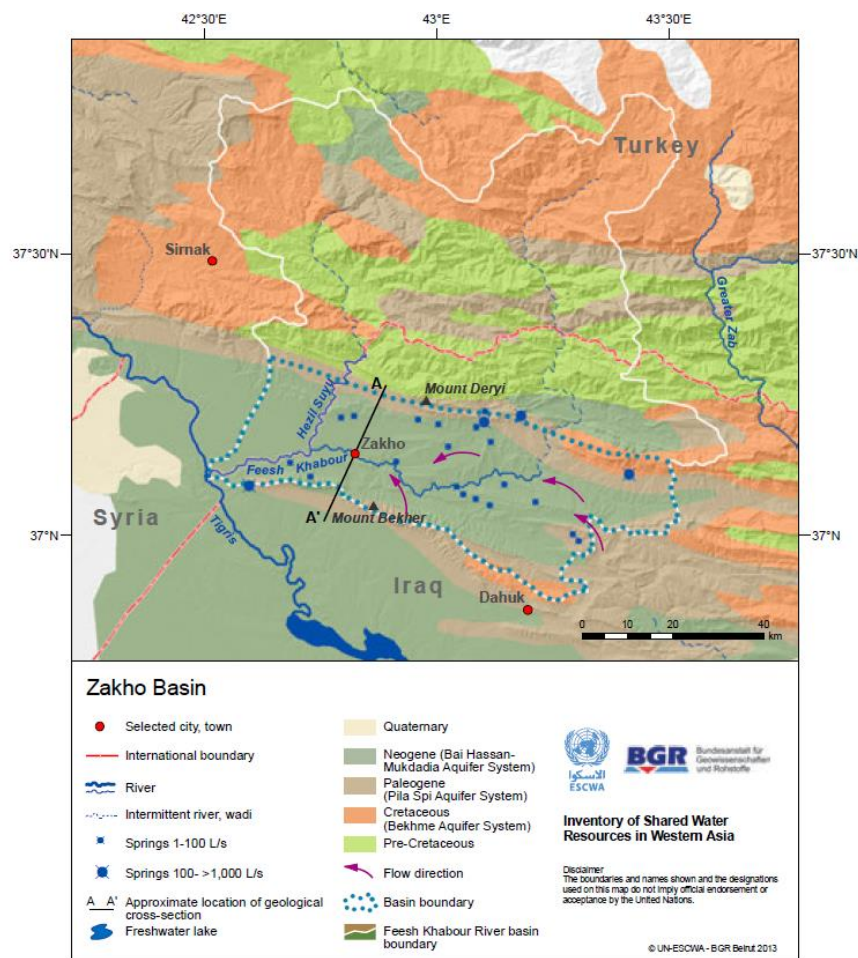 42°30'E
43°E
43°30'E
Turkey
37°30'N
Sirnak
37°30'N
Greater Zab
A
Mount Deryi
Hezil Suyu
Zakho
Feesh Khabour
Syria
A'
Mount Bekher
37°N
Tigris
37°N
Iraq
Dahuk
0 10 20 40
km
Zakho Basin
Selected city, town
International boundary
River
Intermittent river, wadi
Springs 1-100 L/s
Springs 100- >1,000 L/s
A A' Approximate location of geological
cross-section
Freshwater lake
Quaternary
Neogene (Bai Hassan-
Mukdadia Aquifer System)
Paleogene
(Pila Spi Aquifer System)
Cretaceous
(Bekhme Aquifer System)
Pre-Cretaceous
Flow direction
Basin boundary
Feesh Khabour River basin
boundary
الاسكوا
ESCWA
BGR
Bundesanstalt für
Geowissenschaften
und Rohstoffe
Inventory of Shared Water
Resources in Western Asia
Disclaimer
The boundaries and names shown and the designations
used on this map do not imply official endorsement or
acceptance by the United Nations.
© UN-ESCWA - BGR Beirut 2013